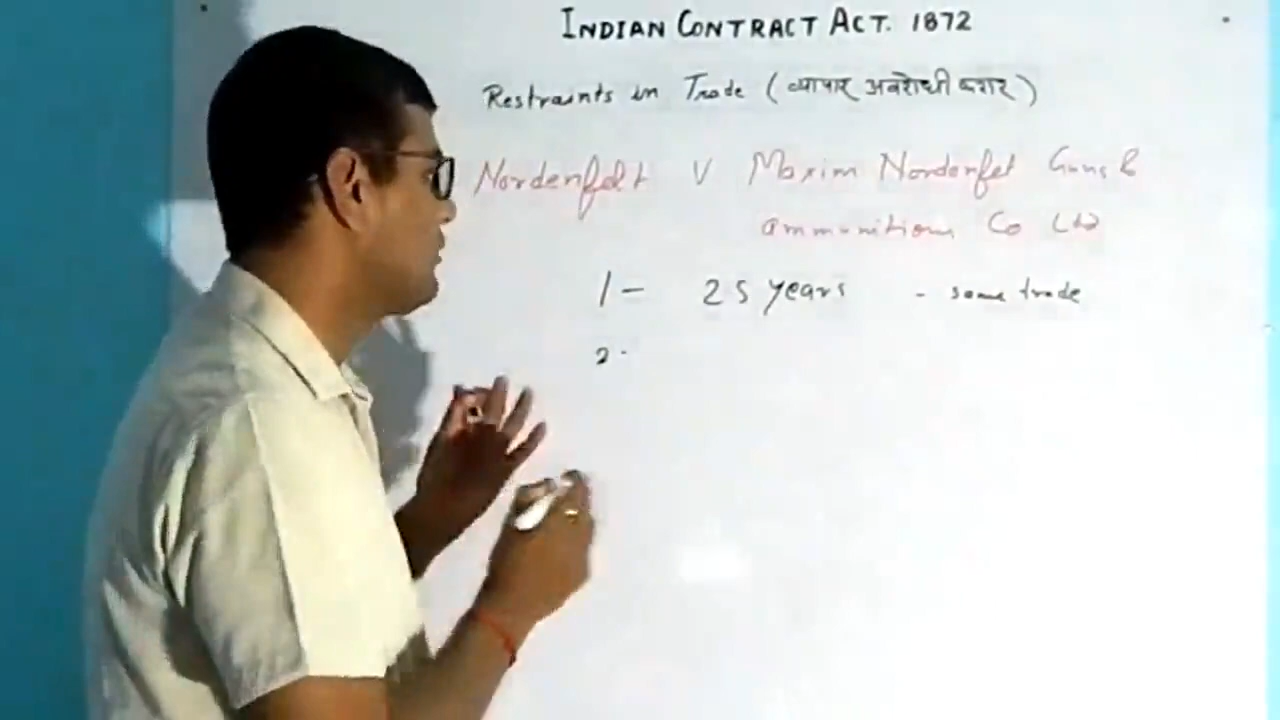 INDIAN CONTRACT ACT. 1872
Restraints in Trade (व्यापार अवरोधी करार)
Nordenfelt V Maxim Nordenfet Guns &
ammunition Co Ltd
1 - 25 years - same trade
2.